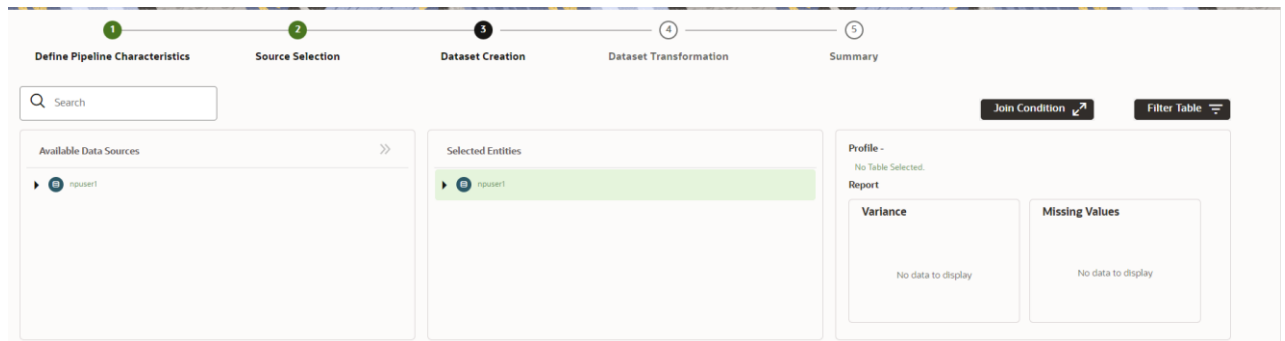 1
2
3
4
5
Define Pipeline Characteristics
Source Selection
Dataset Creation
Dataset Transformation
Summary
Search
Join Condition
Filter Table
Available Data Sources
npuser1
Selected Entities
npuser1
Profile -
No Table Selected.
Report
Variance
No data to display
Missing Values
No data to display